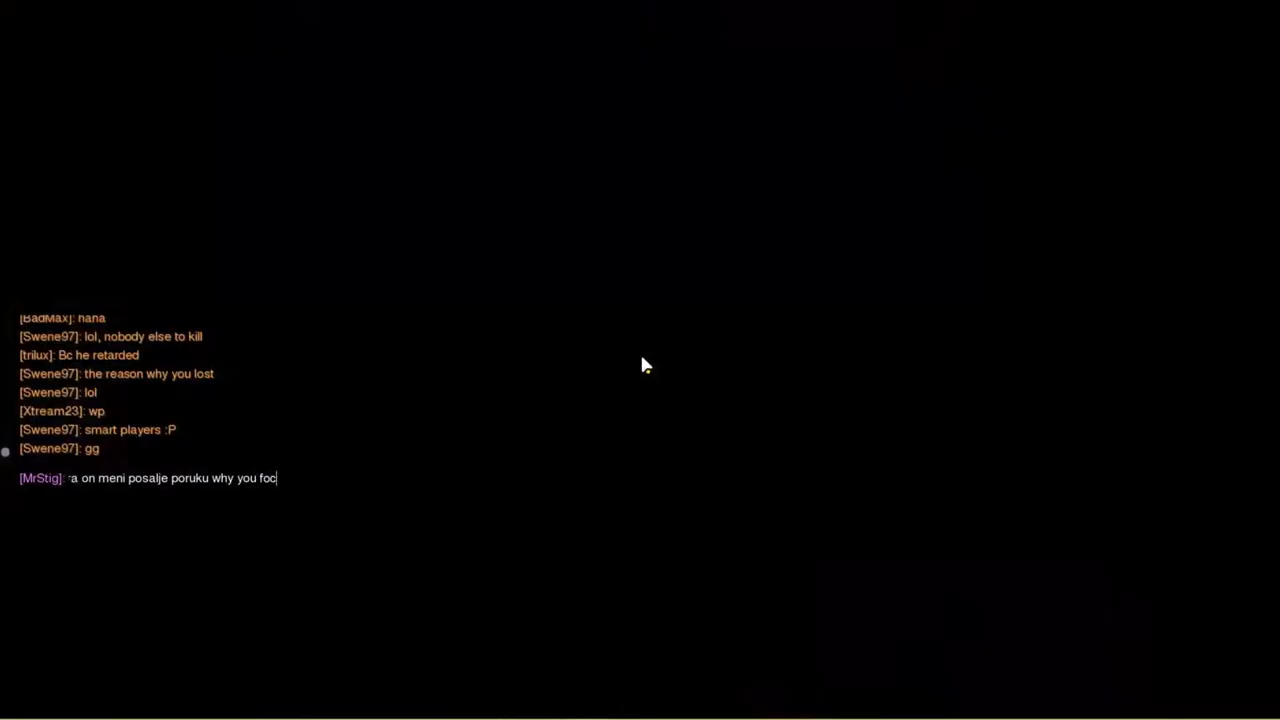 [BadMax]: haha
[Swene97]: lol, nobody else to kill
[trilux]: Bc he retarded
[Swene97]: the reason why you lost
[Swene97]: lol
[Xtream23]: wp
[Swene97]: smart players :P
[Swene97]: gg
[MrStig]: ra on meni posalje poruku why you foc